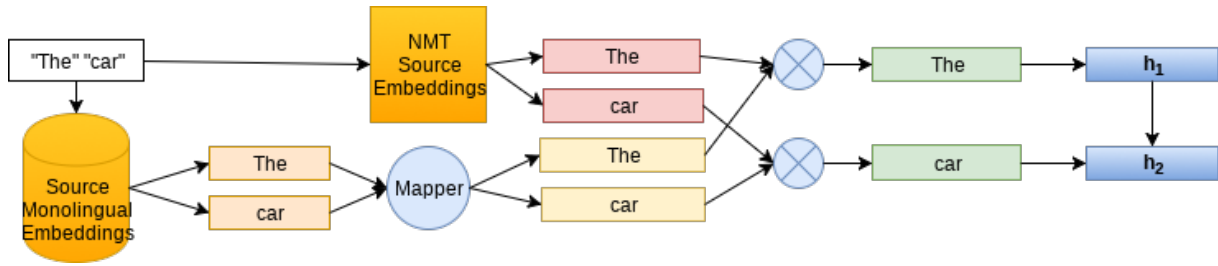 "The" "car"
NMT
Source
Embeddings
The
car
The
car
The
h1
car
h2
Source
Monolingual
Embeddings
The
car
Mapper